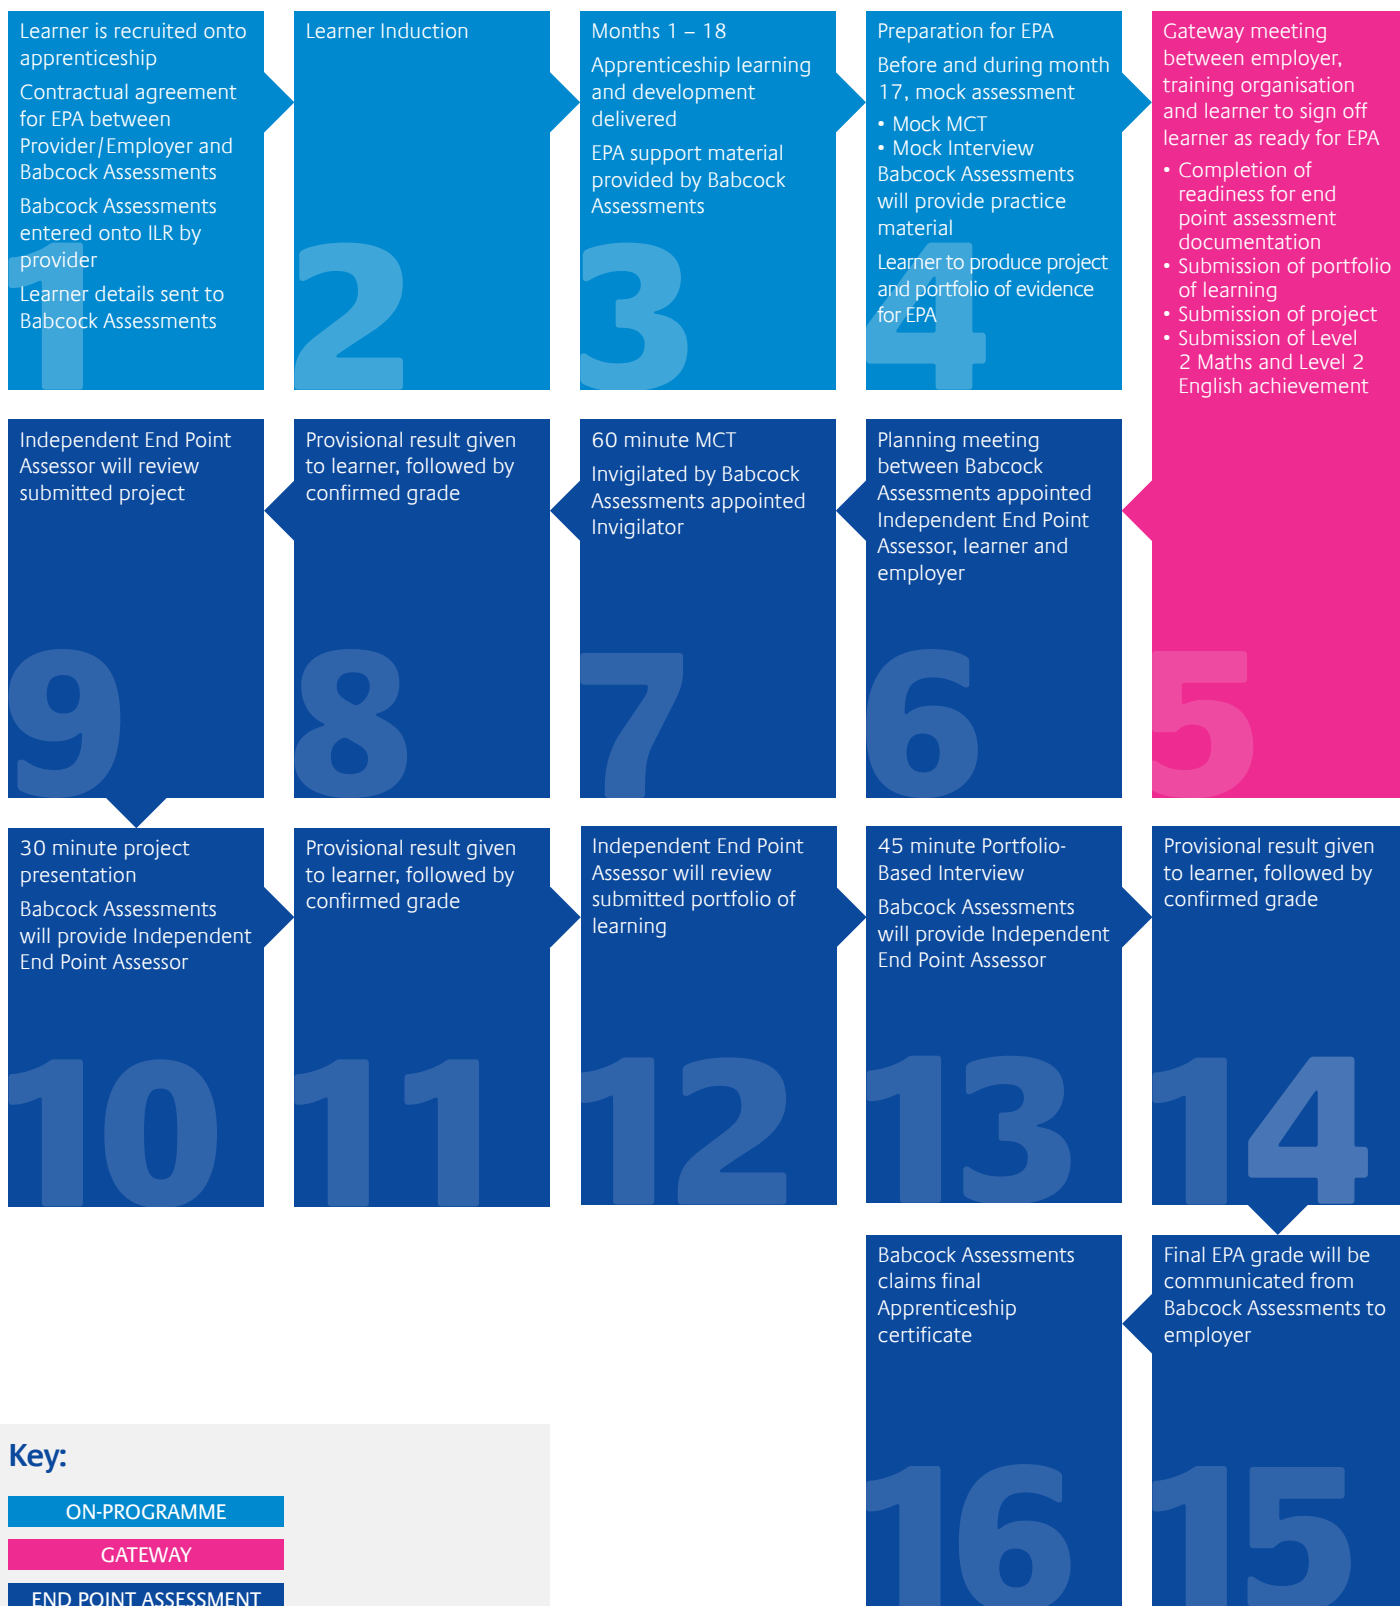 Learner is recruited onto
apprenticeship
Contractual agreement
for EPA between
Provider/Employer and
Babcock Assessments
Babcock Assessments
entered onto ILR by
provider
Learner details sent to
Babcock Assessments
1
Learner Induction
2
Months 1 – 18
Apprenticeship learning
and development
delivered
EPA support material
provided by Babcock
Assessments
3
Preparation for EPA
Before and during month
17, mock assessment
• Mock MCT
• Mock Interview
Babcock Assessments
will provide practice
material
Learner to produce project
and portfolio of evidence
for EPA
4
Gateway meeting
between employer,
training organisation
and learner to sign off
learner as ready for EPA
• Completion of
readiness for end
point assessment
documentation
• Submission of portfolio
of learning
• Submission of project
• Submission of Level
2 Maths and Level 2
English achievement
5
Planning meeting
between Babcock
Assessments appointed
Independent End Point
Assessor, learner and
employer
6
60 minute MCT
Invigilated by Babcock
Assessments appointed
Invigilator
7
Provisional result given
to learner, followed by
confirmed grade
8
Independent End Point
Assessor will review
submitted project
9
30 minute project
presentation
Babcock Assessments
will provide Independent
End Point Assessor
10
Provisional result given
to learner, followed by
confirmed grade
11
Independent End Point
Assessor will review
submitted portfolio of
learning
12
45 minute Portfolio-
Based Interview
Babcock Assessments
will provide Independent
End Point Assessor
13
Provisional result given
to learner, followed by
confirmed grade
14
Final EPA grade will be
communicated from
Babcock Assessments to
employer
15
Babcock Assessments
claims final
Apprenticeship
certificate
16
Key:
ON-PROGRAMME
GATEWAY
END POINT ASSESSMENT